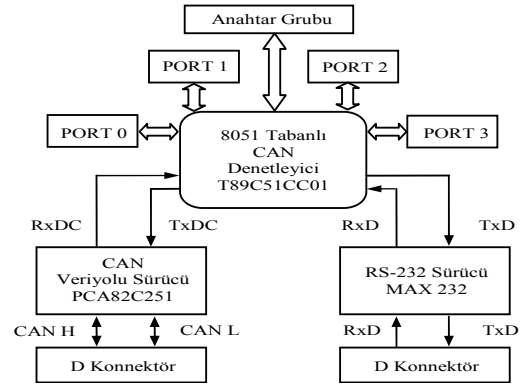 Anahtar Grubu
PORT 1
PORT 2
PORT 0
8051 Tabanlı
CAN
Denetleyici
T89C51CC01
PORT 3
RxDC
TxDC
RxD
TxD
CAN
Veriyolu Sürücü
PCA82C251
RS-232 Sürücü
MAX 232
CAN H
CAN L
RxD
TxD
D Konnektör
D Konnektör